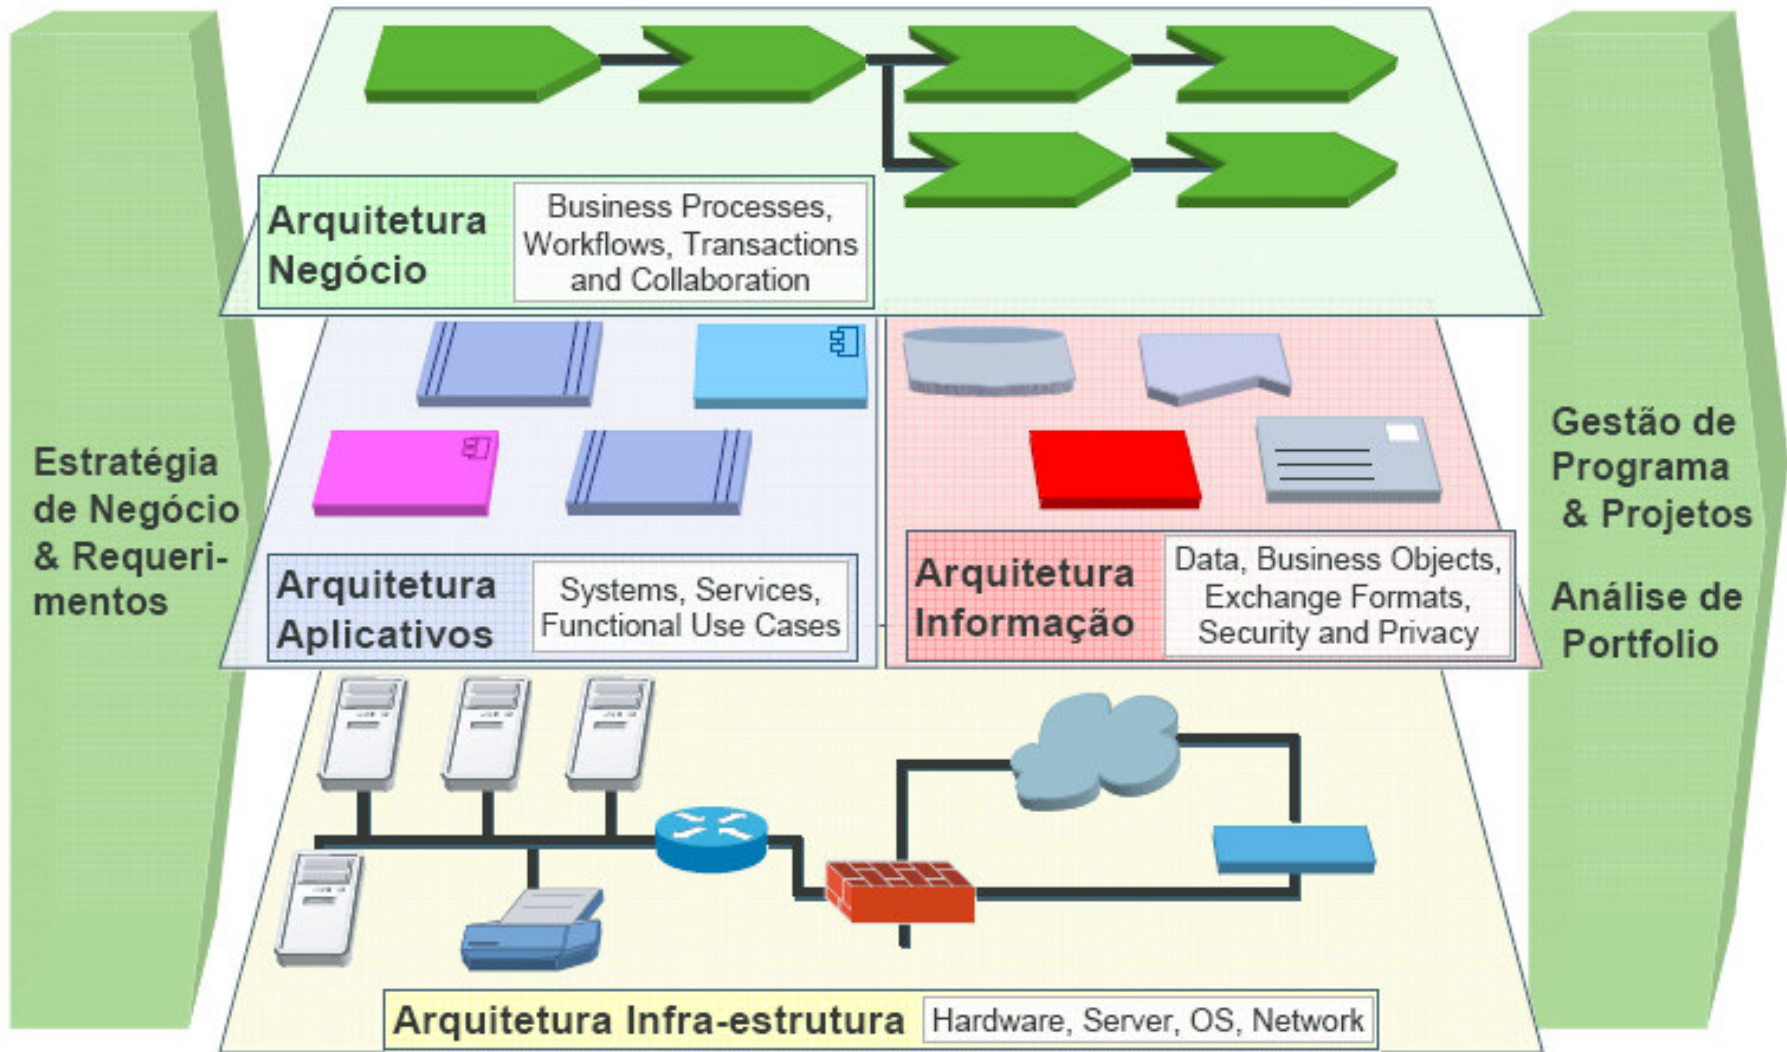 Arquitetura
Negócio
Business Processes,
Workflows, Transactions
and Collaboration
Estratégia
de Negócio
& Requeri-
mentos
Arquitetura
Aplicativos
Systems, Services,
Functional Use Cases
Arquitetura
Informação
Data, Business Objects,
Exchange Formats,
Security and Privacy
Gestão de
Programa
& Projetos
Análise de
Portfolio
Arquitetura Infra-estrutura
Hardware, Server, OS, Network